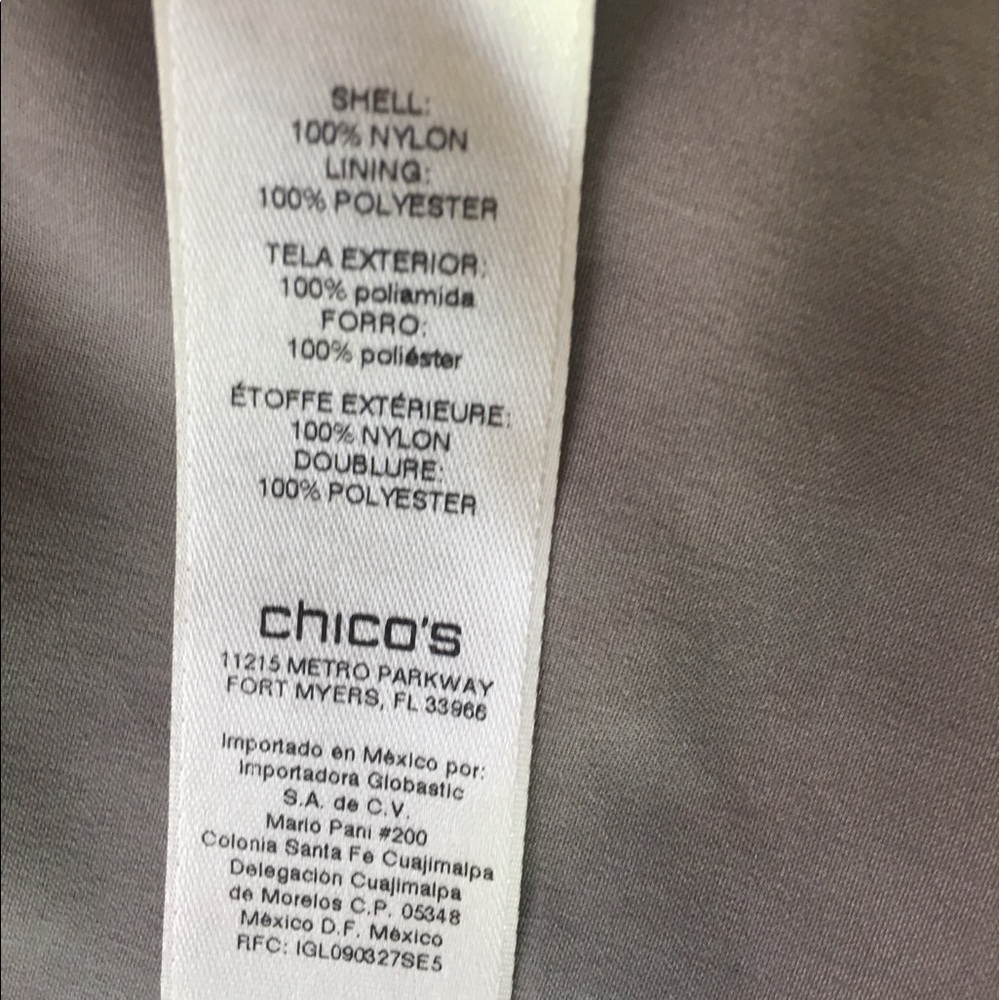 SHELL:
100% NYLON
LINING:
100% POLYESTER
TELA EXTERIOR:
100% poliamida
FORRO:
100% poliéster
ÉTOFFE EXTÉRIEURE:
100% NYLON
DOUBLURE:
100% POLYESTER
chico's
11215 METRO PARKWAY
FORT MYERS, FL 33966
Importado en México por:
Importadora Globastic
S.A. de C.V.
Mario Pani #200
Colonia Santa Fe Cuajimalpa
Delegación Cuajimalpa
de Morelos C.P. 05348
México D.F. México
RFC: IGL090327SE5